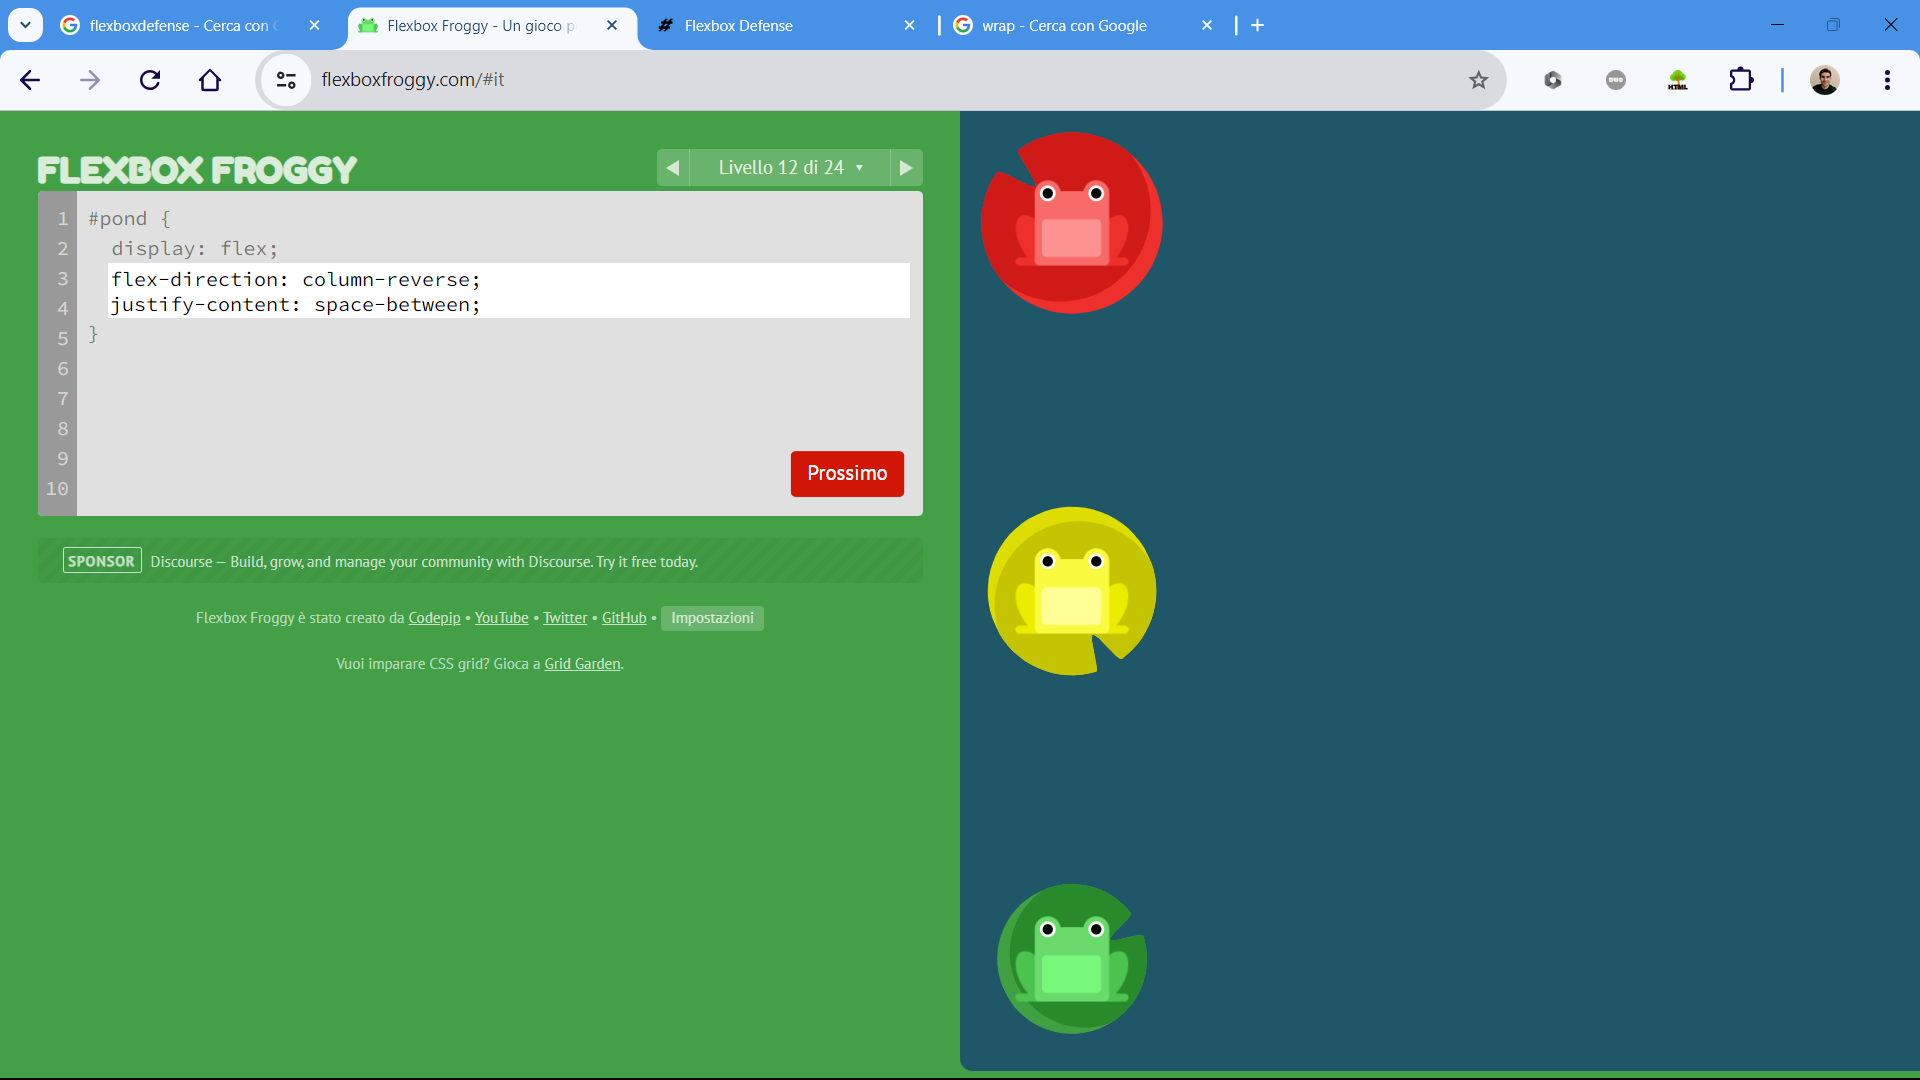 flexboxdefense - Cerca con G
Flexbox Froggy - Un gioco p
Flexbox Defense
wrap - Cerca con Google
flexboxfroggy.com/#it
HTML
FLEXBOX FROGGY
Livello 12 di 24
1 #pond {
2 display: flex;
3 flex-direction: column-reverse;
4 justify-content: space-between;
5 }
6
7
8
9
10
Prossimo
SPONSOR Discourse — Build, grow, and manage your community with Discourse. Try it free today.
Flexbox Froggy è stato creato da Codepip • YouTube • Twitter • GitHub • Impostazioni
Vuoi imparare CSS grid? Gioca a Grid Garden.